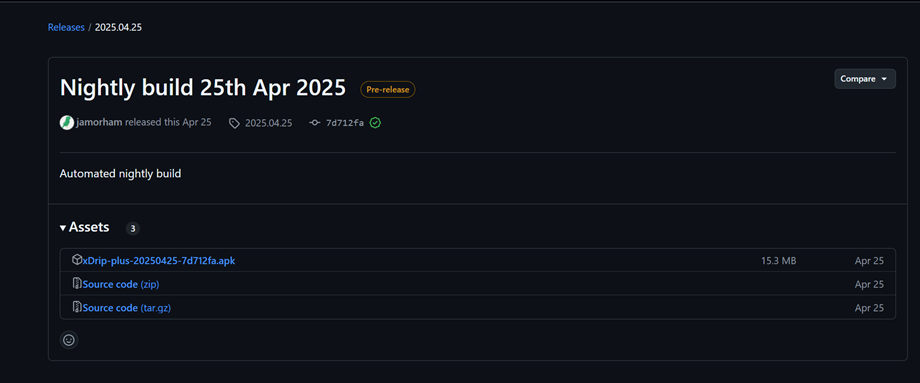 Releases / 2025.04.25
Nightly build 25th Apr 2025 Pre-release Compare
jamorham released this Apr 25 2025.04.25 7d712fa
Automated nightly build
Assets 3
xDrip-plus-20250425-7d712fa.apk 15.3 MB Apr 25
Source code (zip) Apr 25
Source code (tar.gz) Apr 25